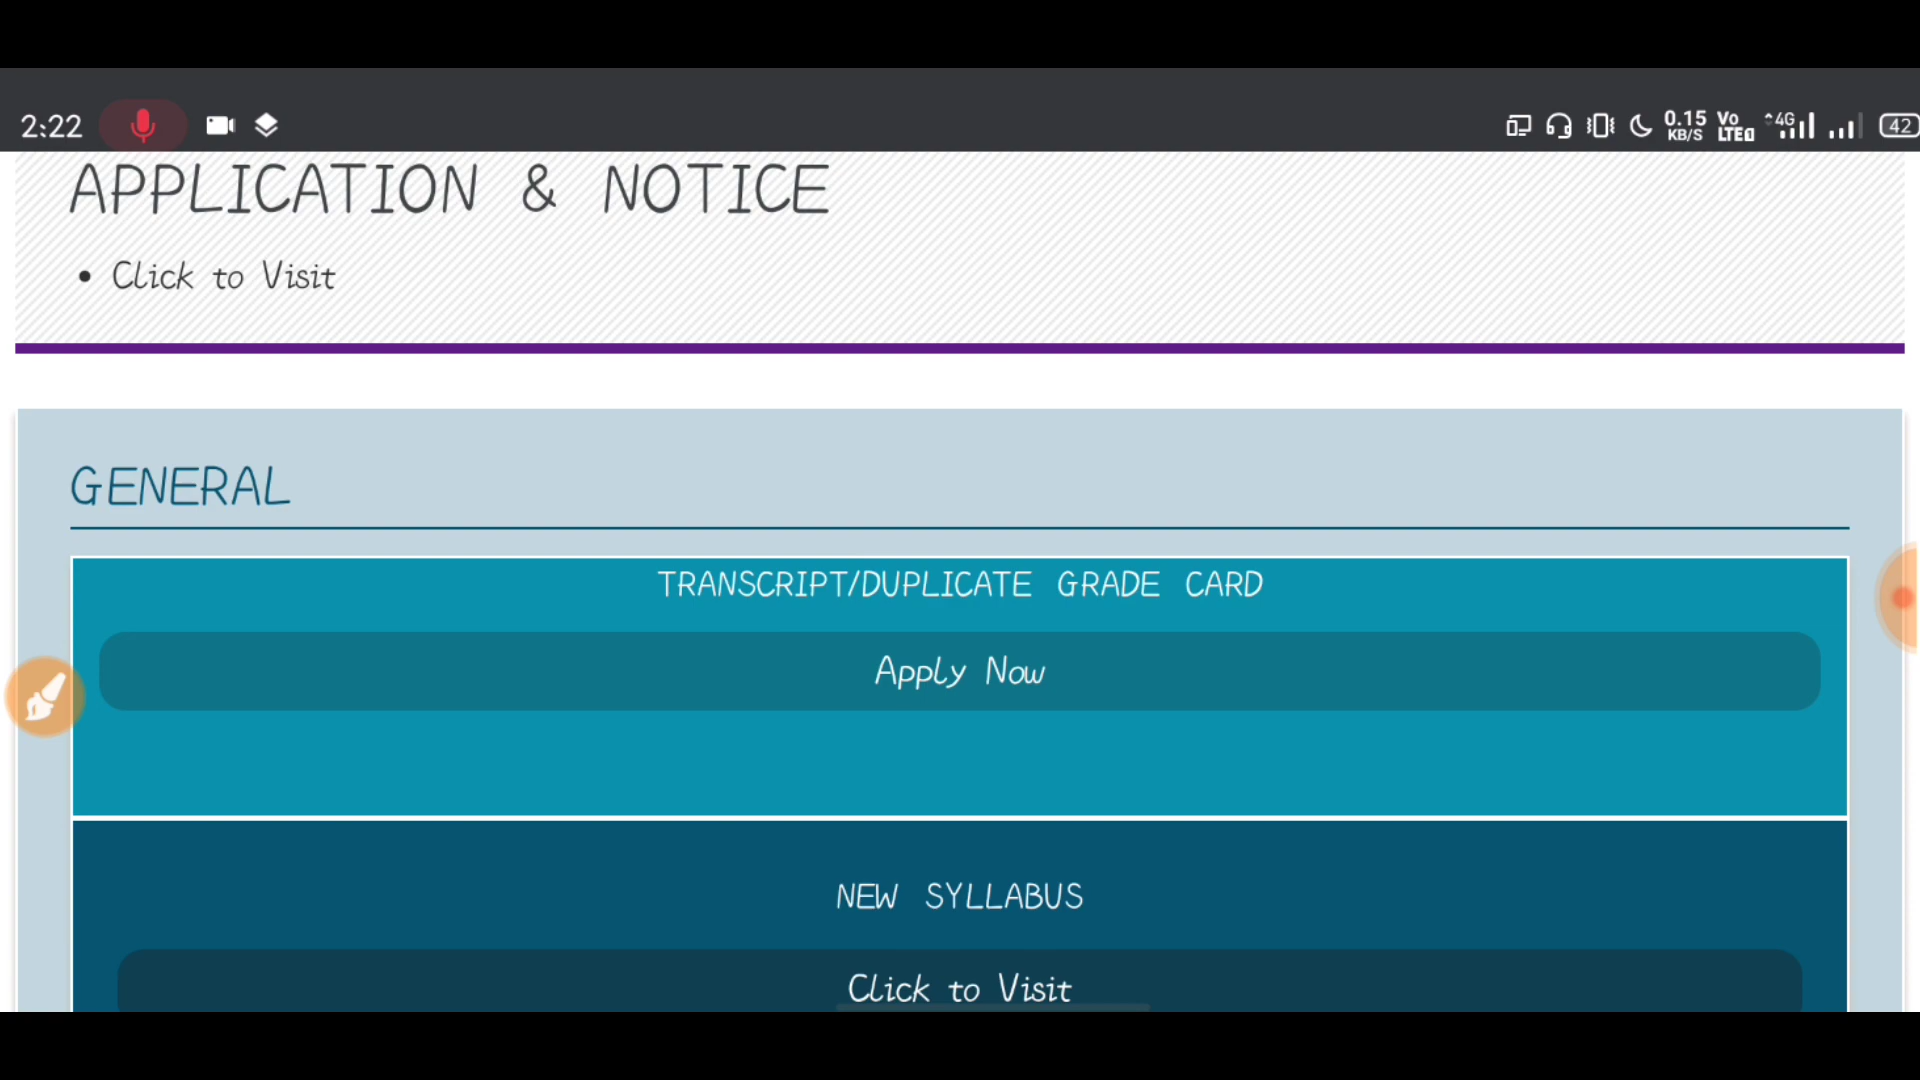 2:22
0.15 KB/S Vo LTE 4G 42
APPLICATION & NOTICE
• Click to Visit
GENERAL
TRANSCRIPT/DUPLICATE GRADE CARD
Apply Now
NEW SYLLABUS
Click to Visit